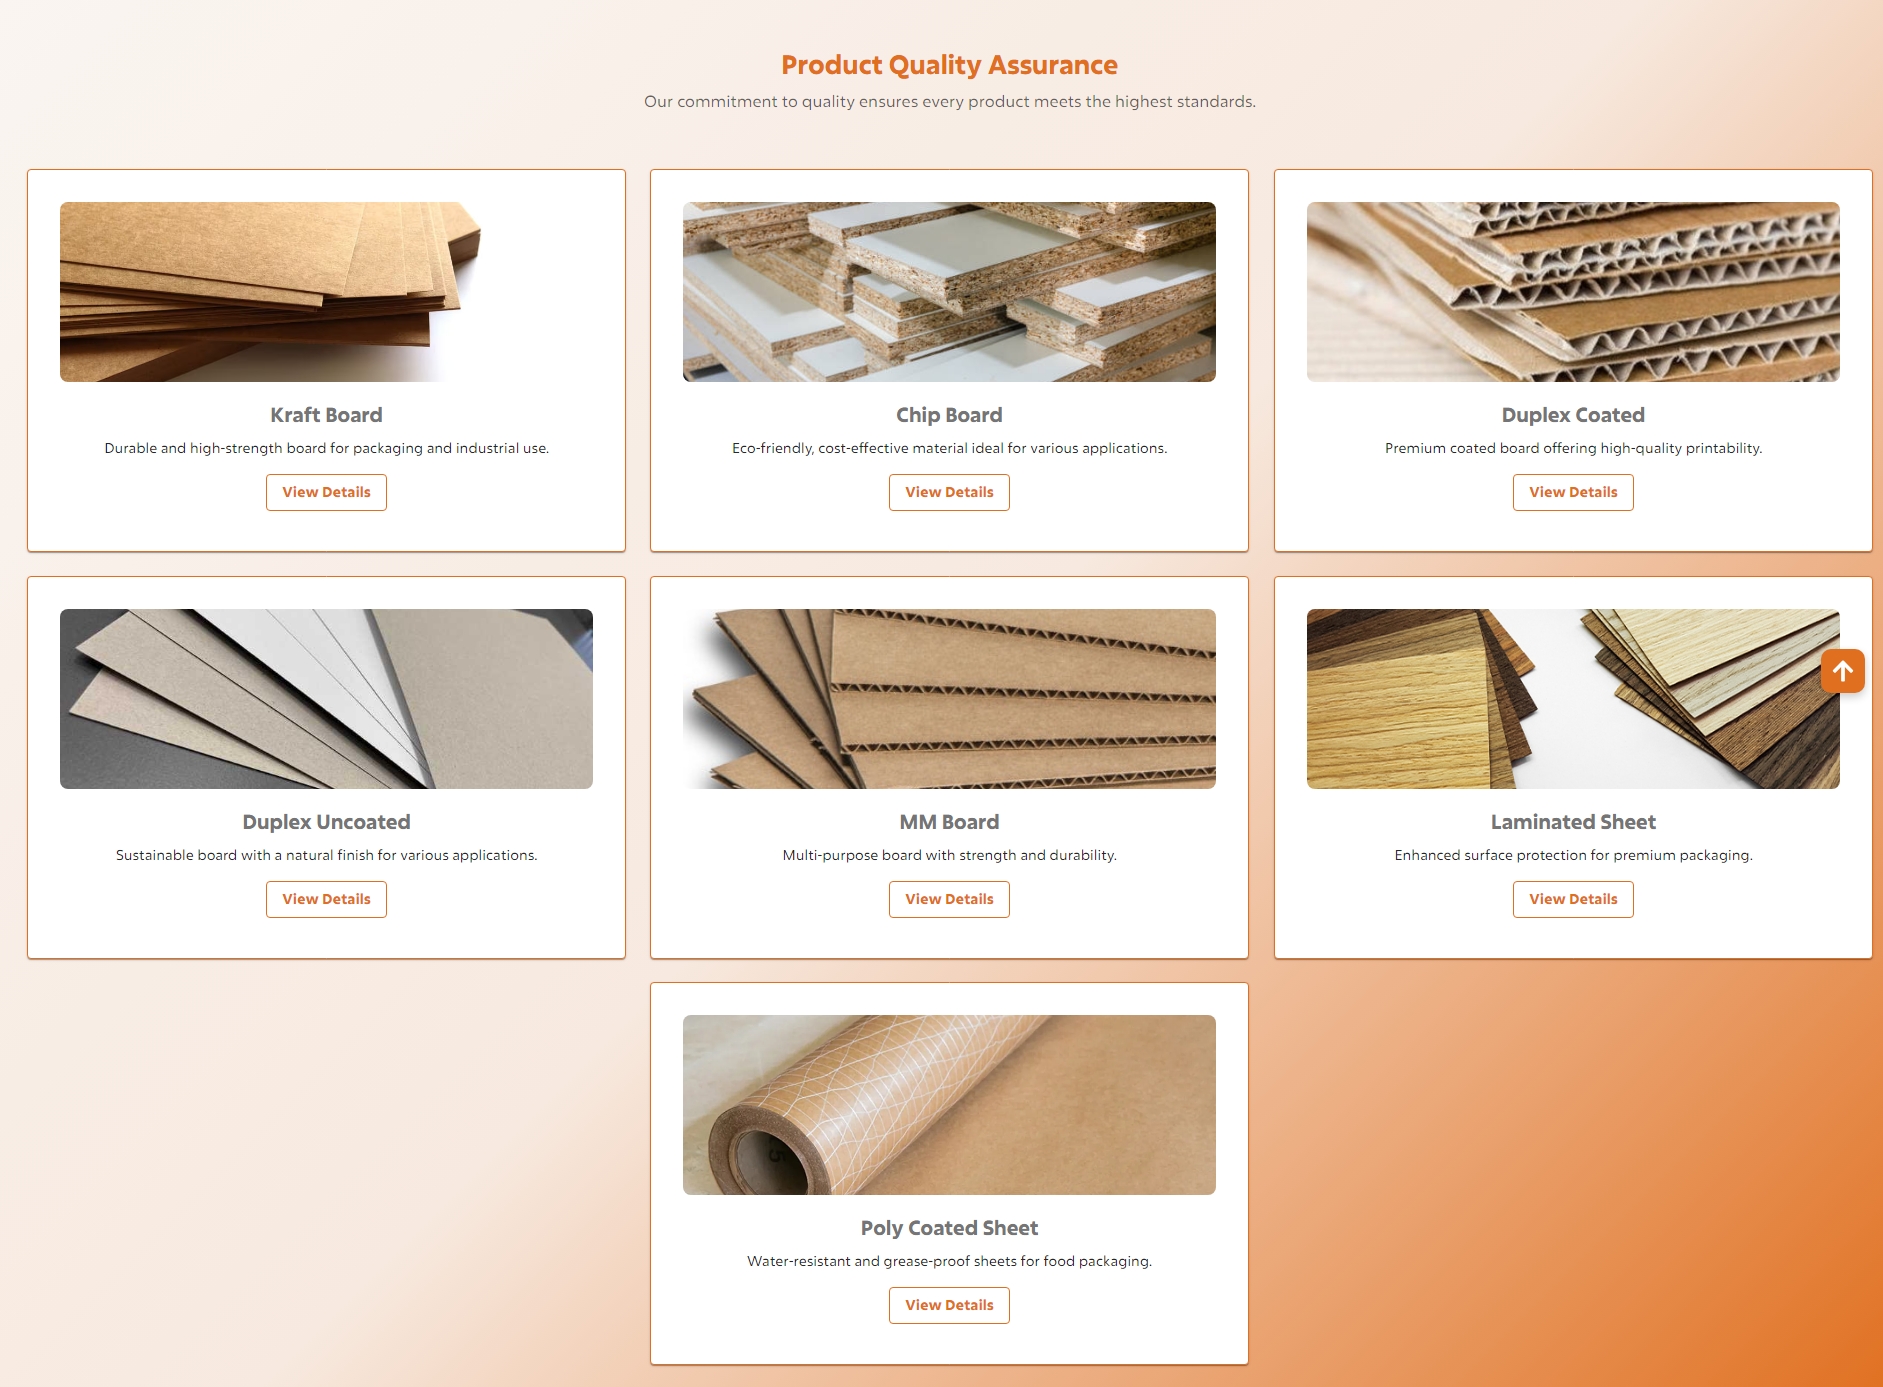 Product Quality Assurance
Our commitment to quality ensures every product meets the highest standards.
Kraft Board
Durable and high-strength board for packaging and industrial use.
View Details
Chip Board
Eco-friendly, cost-effective material ideal for various applications.
View Details
Duplex Coated
Premium coated board offering high-quality printability.
View Details
Duplex Uncoated
Sustainable board with a natural finish for various applications.
View Details
MM Board
Multi-purpose board with strength and durability.
View Details
Laminated Sheet
Enhanced surface protection for premium packaging.
View Details
Poly Coated Sheet
Water-resistant and grease-proof sheets for food packaging.
View Details